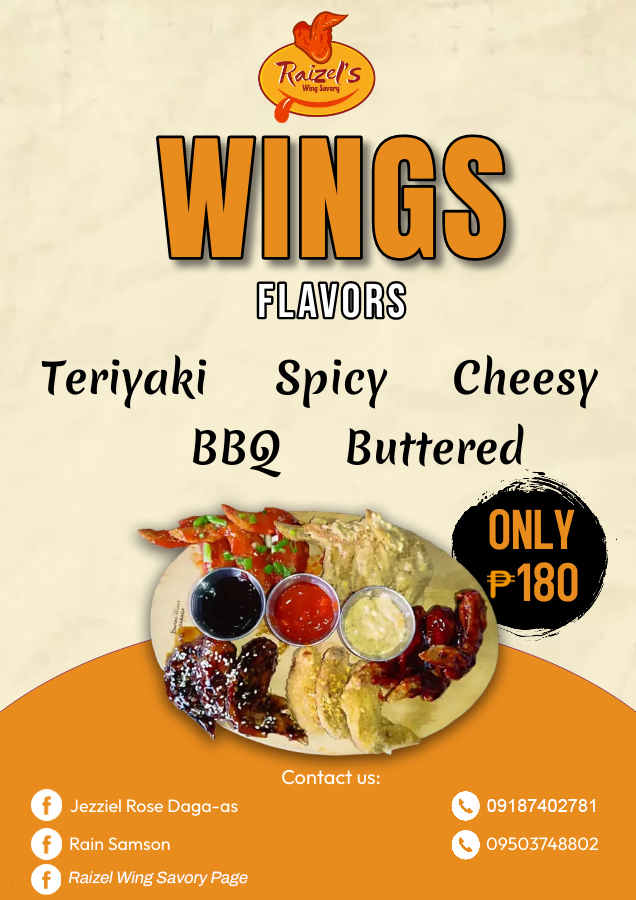 Raizel's
Wing Savory
WINGS
FLAVORS
Teriyaki Spicy Cheesy
BBQ Buttered
ONLY
₱180
Contact us:
Jezziel Rose Daga-as 09187402781
Rain Samson 09503748802
Raizel Wing Savory Page